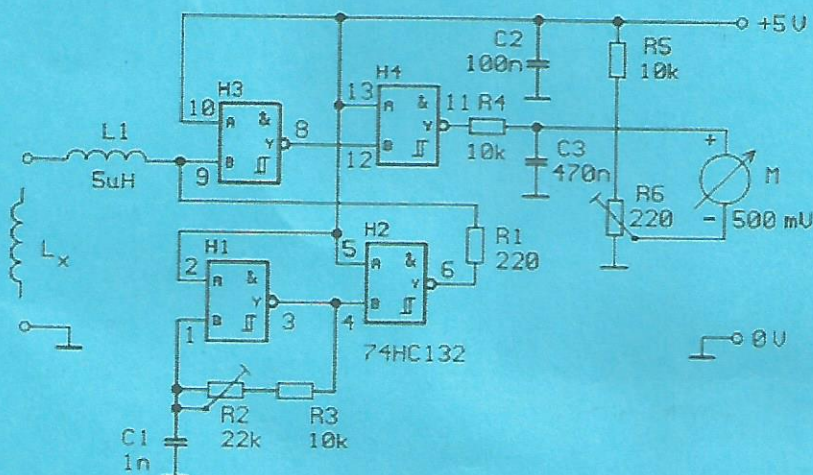 +5V
C2
100n
R5
10k
H3
H4
10
A
&
8
Y
B
9
13
A
&
11
Y
12
B
R4
10k
C3
470n
L1
5uH
+
M
-
500 mV
R6
220
Lx
H1
2
A
&
3
Y
1
B
H2
5
A
&
6
Y
4
B
R1
220
74HC132
0V
R2
22k
R3
10k
C1
1n